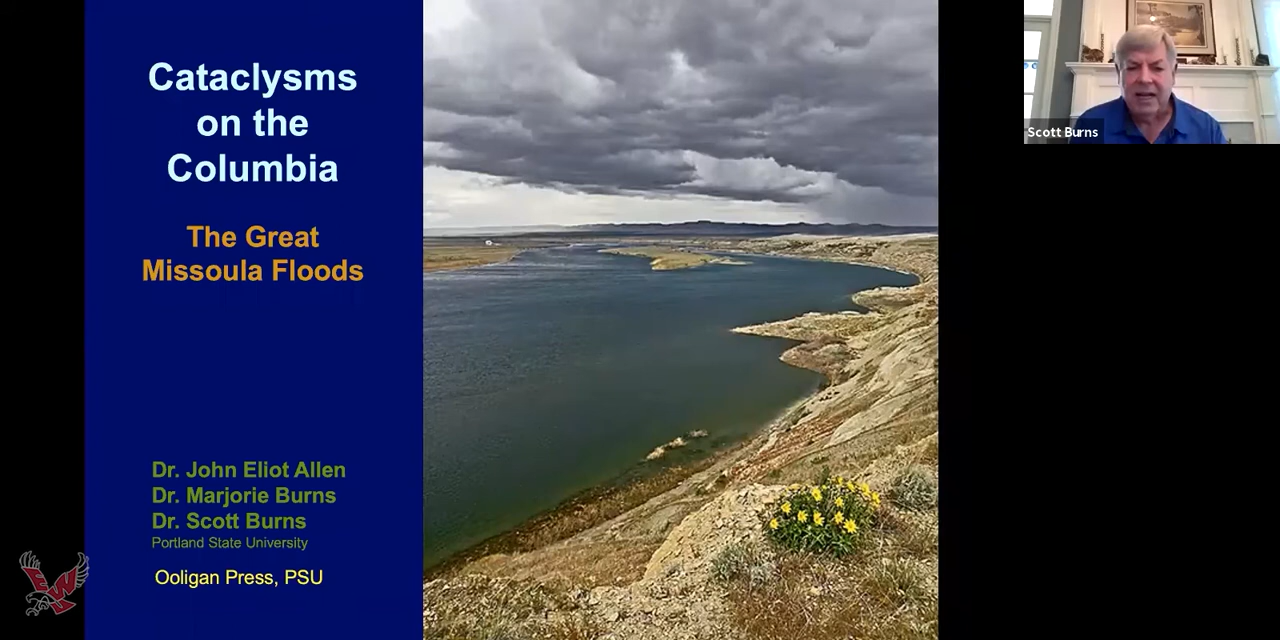 Cataclysms
on the
Columbia
The Great
Missoula Floods
Dr. John Eliot Allen
Dr. Marjorie Burns
Dr. Scott Burns
Portland State University
Ooligan Press, PSU
Scott Burns